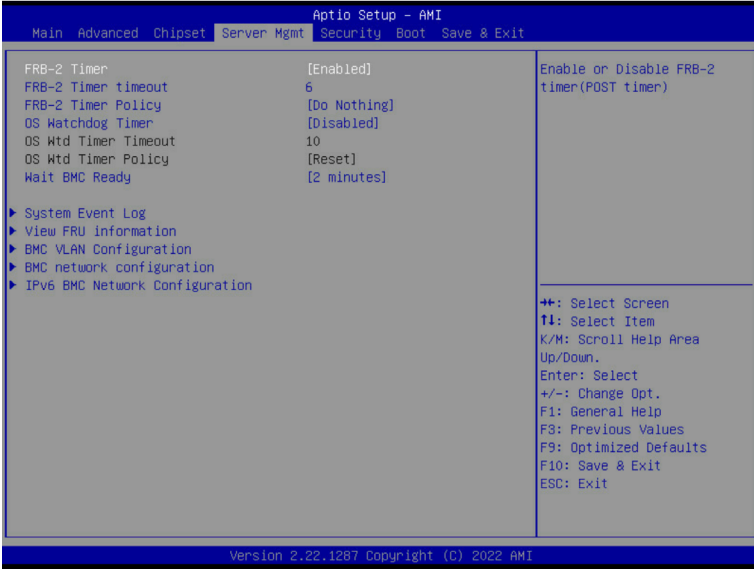 Aptio Setup – AMI
Main Advanced Chipset Server Mgmt Security Boot Save & Exit
FRB-2 Timer [Enabled]
FRB-2 Timer timeout 6
FRB-2 Timer Policy [Do Nothing]
OS Watchdog Timer [Disabled]
OS Wtd Timer Timeout 10
OS Wtd Timer Policy [Reset]
Wait BMC Ready [2 minutes]
System Event Log
View FRU information
BMC VLAN Configuration
BMC network configuration
IPv6 BMC Network Configuration
Enable or Disable FRB-2
timer(POST timer)
→←: Select Screen
↑↓: Select Item
K/M: Scroll Help Area
Up/Down.
Enter: Select
+/-: Change Opt.
F1: General Help
F3: Previous Values
F9: Optimized Defaults
F10: Save & Exit
ESC: Exit
Version 2.22.1287 Copyright (C) 2022 AMI